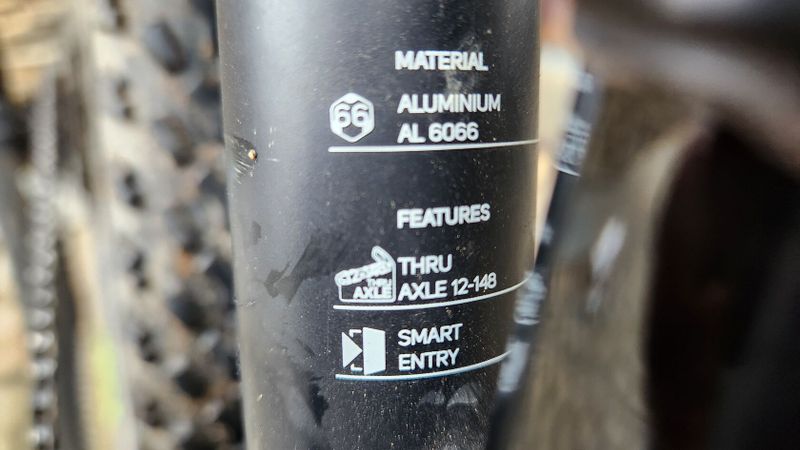 MATERIAL
66
ALUMINIUM
AL 6066
FEATURES
THRU
AXLE
THRU
AXLE 12-148
SMART
ENTRY